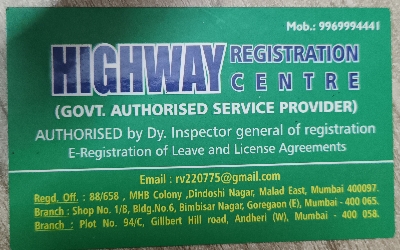 Mob.: 9969994441
HIGHWAY REGISTRATION CENTRE
(GOVT. AUTHORISED SERVICE PROVIDER)
AUTHORISED by Dy. Inspector general of registration
E-Registration of Leave and License Agreements
Email : rv220775@gmail.com
Regd. Off. : 88/658 , MHB Colony ,Dindoshi Nagar, Malad East, Mumbai 400097.
Branch : Shop No. 1/B, Bldg.No.6, Bimbisar Nagar, Goregaon (E), Mumbai - 400 065.
Branch : Plot No. 94/C, Gillbert Hill road, Andheri (W), Mumbai - 400 058.